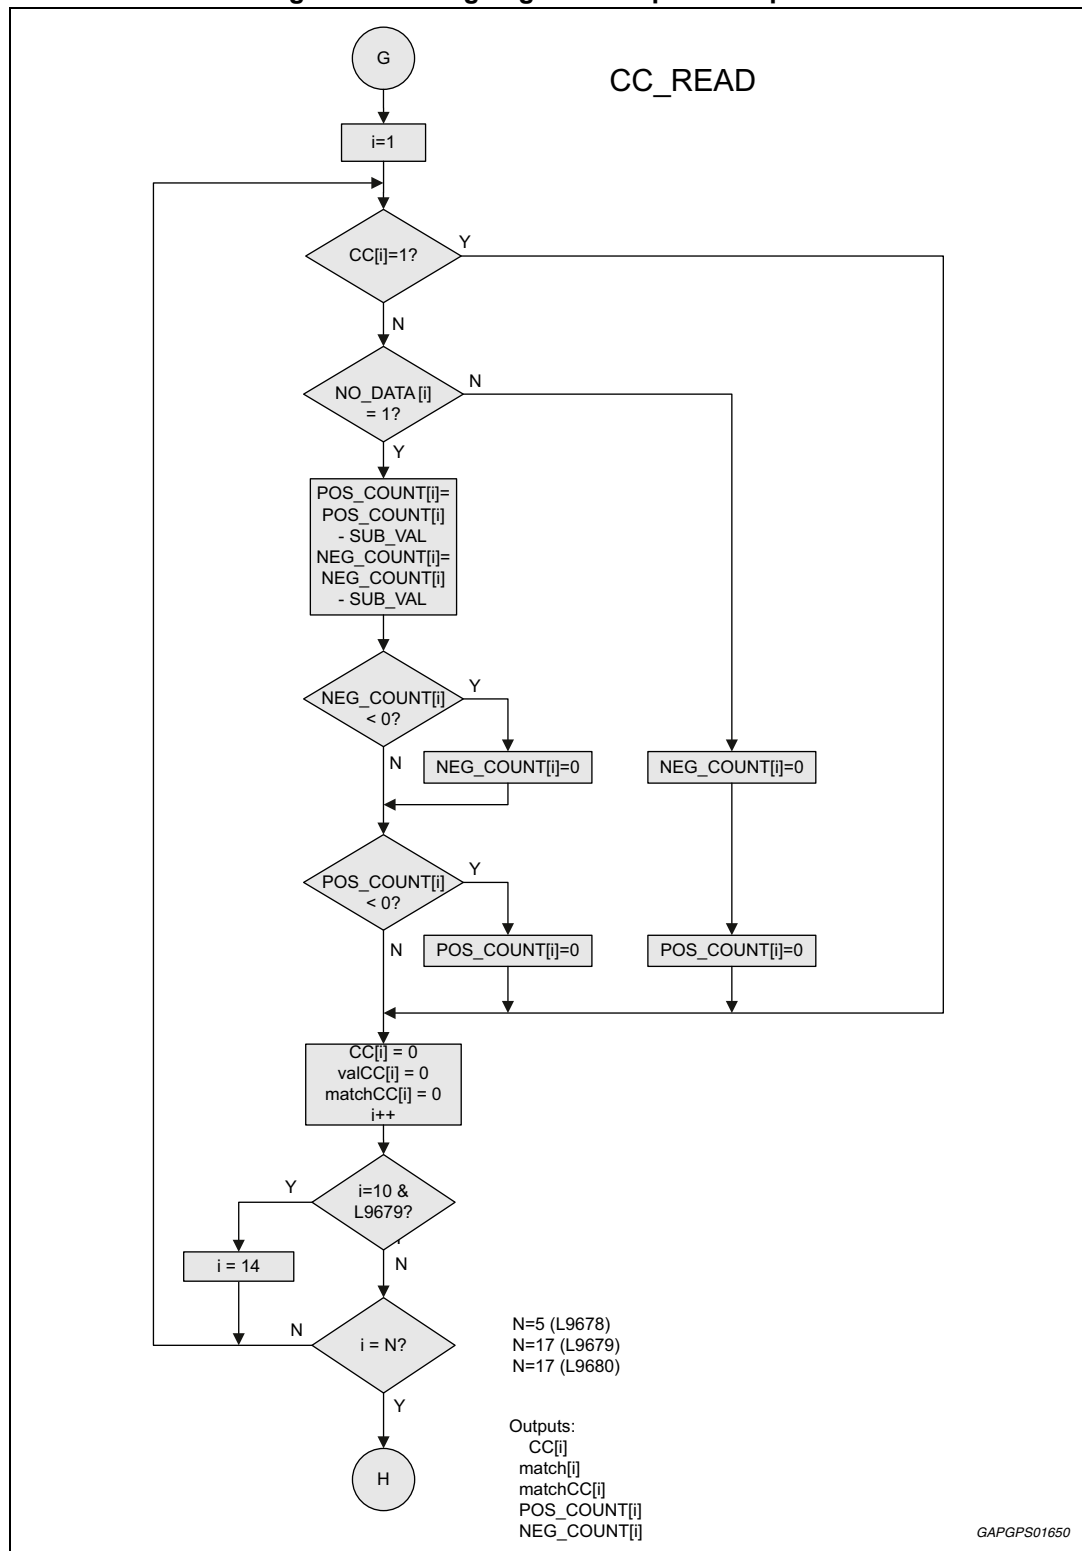 G
CC_READ
i=1
CC[i]=1?
Y
N
NO_DATA[i]
= 1?
N
Y
POS_COUNT[i]=
POS_COUNT[i]
- SUB_VAL
NEG_COUNT[i]=
NEG_COUNT[i]
- SUB_VAL
NEG_COUNT[i]
< 0?
Y
N
NEG_COUNT[i]=0
NEG_COUNT[i]=0
POS_COUNT[i]
< 0?
Y
N
POS_COUNT[i]=0
POS_COUNT[i]=0
CC[i] = 0
valCC[i] = 0
matchCC[i] = 0
i++
i=10 &
L9679?
Y
N
i = 14
i = N?
N
Y
N=5 (L9678)
N=17 (L9679)
N=17 (L9680)
H
Outputs:
CC[i]
match[i]
matchCC[i]
POS_COUNT[i]
NEG_COUNT[i]
GAPGPS01650